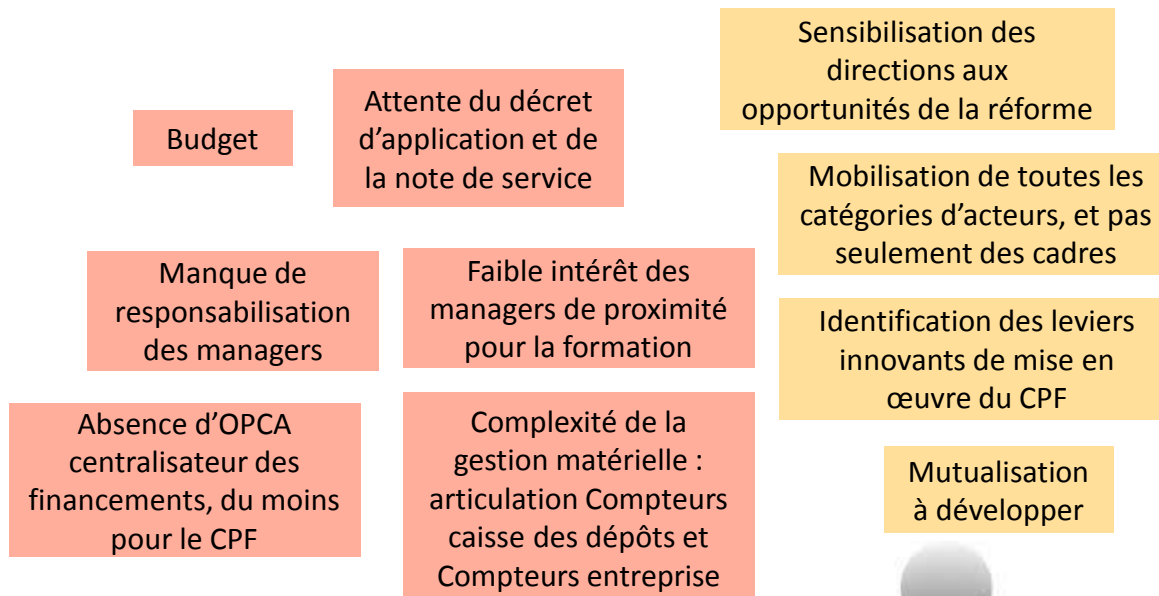 Budget
Attente du décret
d’application et de
la note de service
Manque de
responsabilisation
des managers
Faible intérêt des
managers de proximité
pour la formation
Absence d’OPCA
centralisateur des
financements, du moins
pour le CPF
Complexité de la
gestion matérielle :
articulation Compteurs
caisse des dépôts et
Compteurs entreprise
Sensibilisation des
directions aux
opportunités de la réforme
Mobilisation de toutes les
catégories d’acteurs, et pas
seulement des cadres
Identification des leviers
innovants de mise en
œuvre du CPF
Mutualisation
à développer